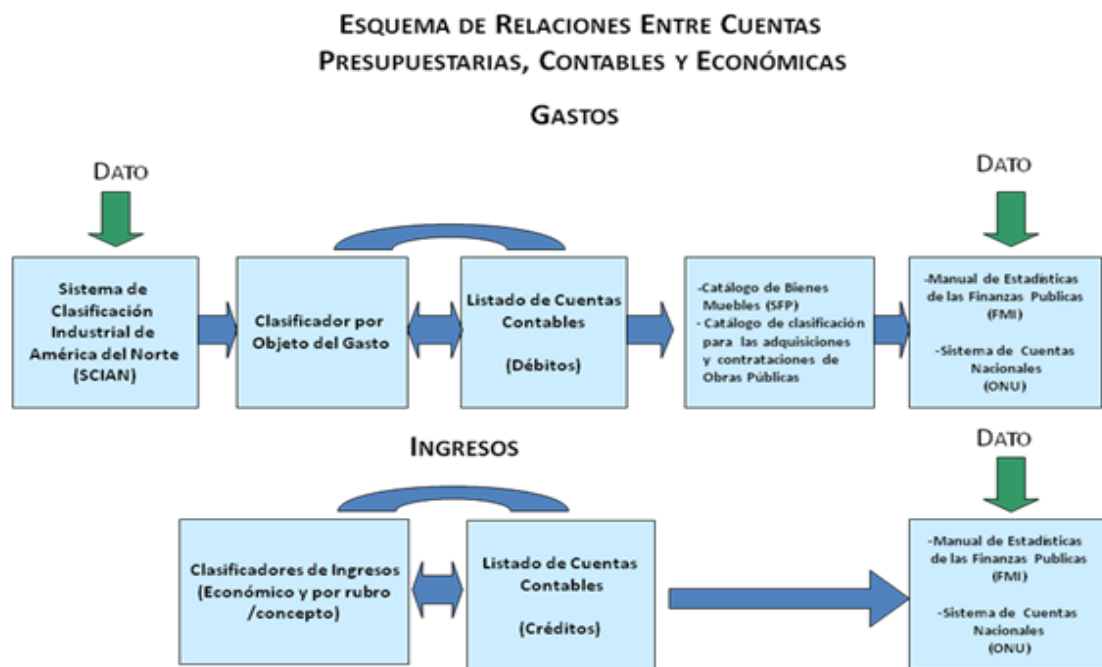 ESQUEMA DE RELACIONES ENTRE CUENTAS
PRESUPUESTARIAS, CONTABLES Y ECONÓMICAS
GASTOS
DATO
DATO
Sistema de
Clasificación
Industrial de
América del Norte
(SCIAN)
Clasificador por
Objeto del Gasto
Listado de Cuentas
Contables
(Débitos)
-Catálogo de Bienes
Muebles (SFP)
- Catálogo de clasificación
para las adquisiciones
y contrataciones de
Obras Públicas
-Manual de Estadísticas
de las Finanzas Publicas
(FMI)
-Sistema de Cuentas
Nacionales
(ONU)
INGRESOS
DATO
Clasificadores de Ingresos
(Económico y por rubro
/concepto)
Listado de Cuentas
Contables
(Créditos)
-Manual de Estadísticas
de las Finanzas Publicas
(FMI)
-Sistema de Cuentas
Nacionales
(ONU)